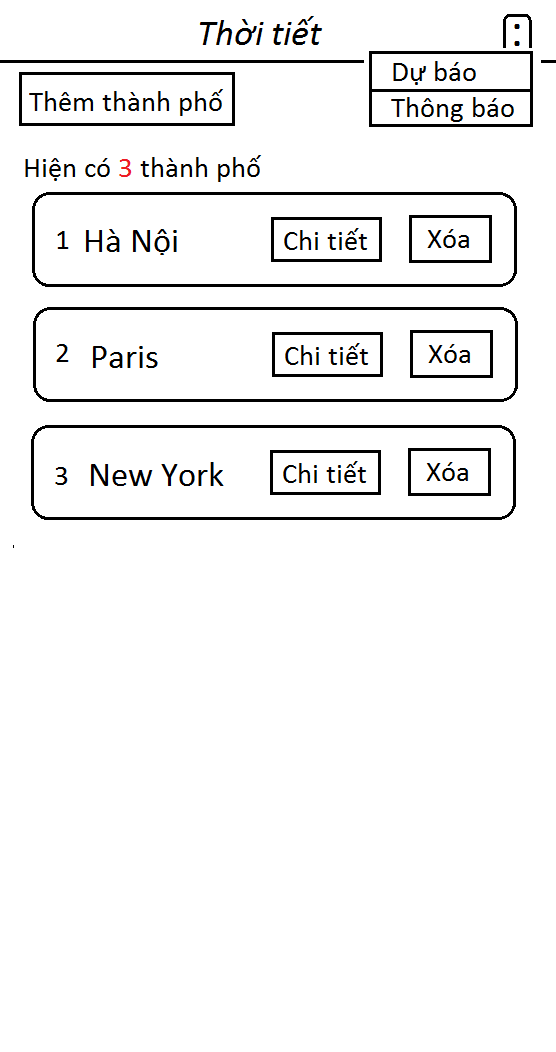 Thời tiết :
Dự báo
Thêm thành phố
Thông báo
Hiện có 3 thành phố
1 Hà Nội Chi tiết Xóa
2 Paris Chi tiết Xóa
3 New York Chi tiết Xóa